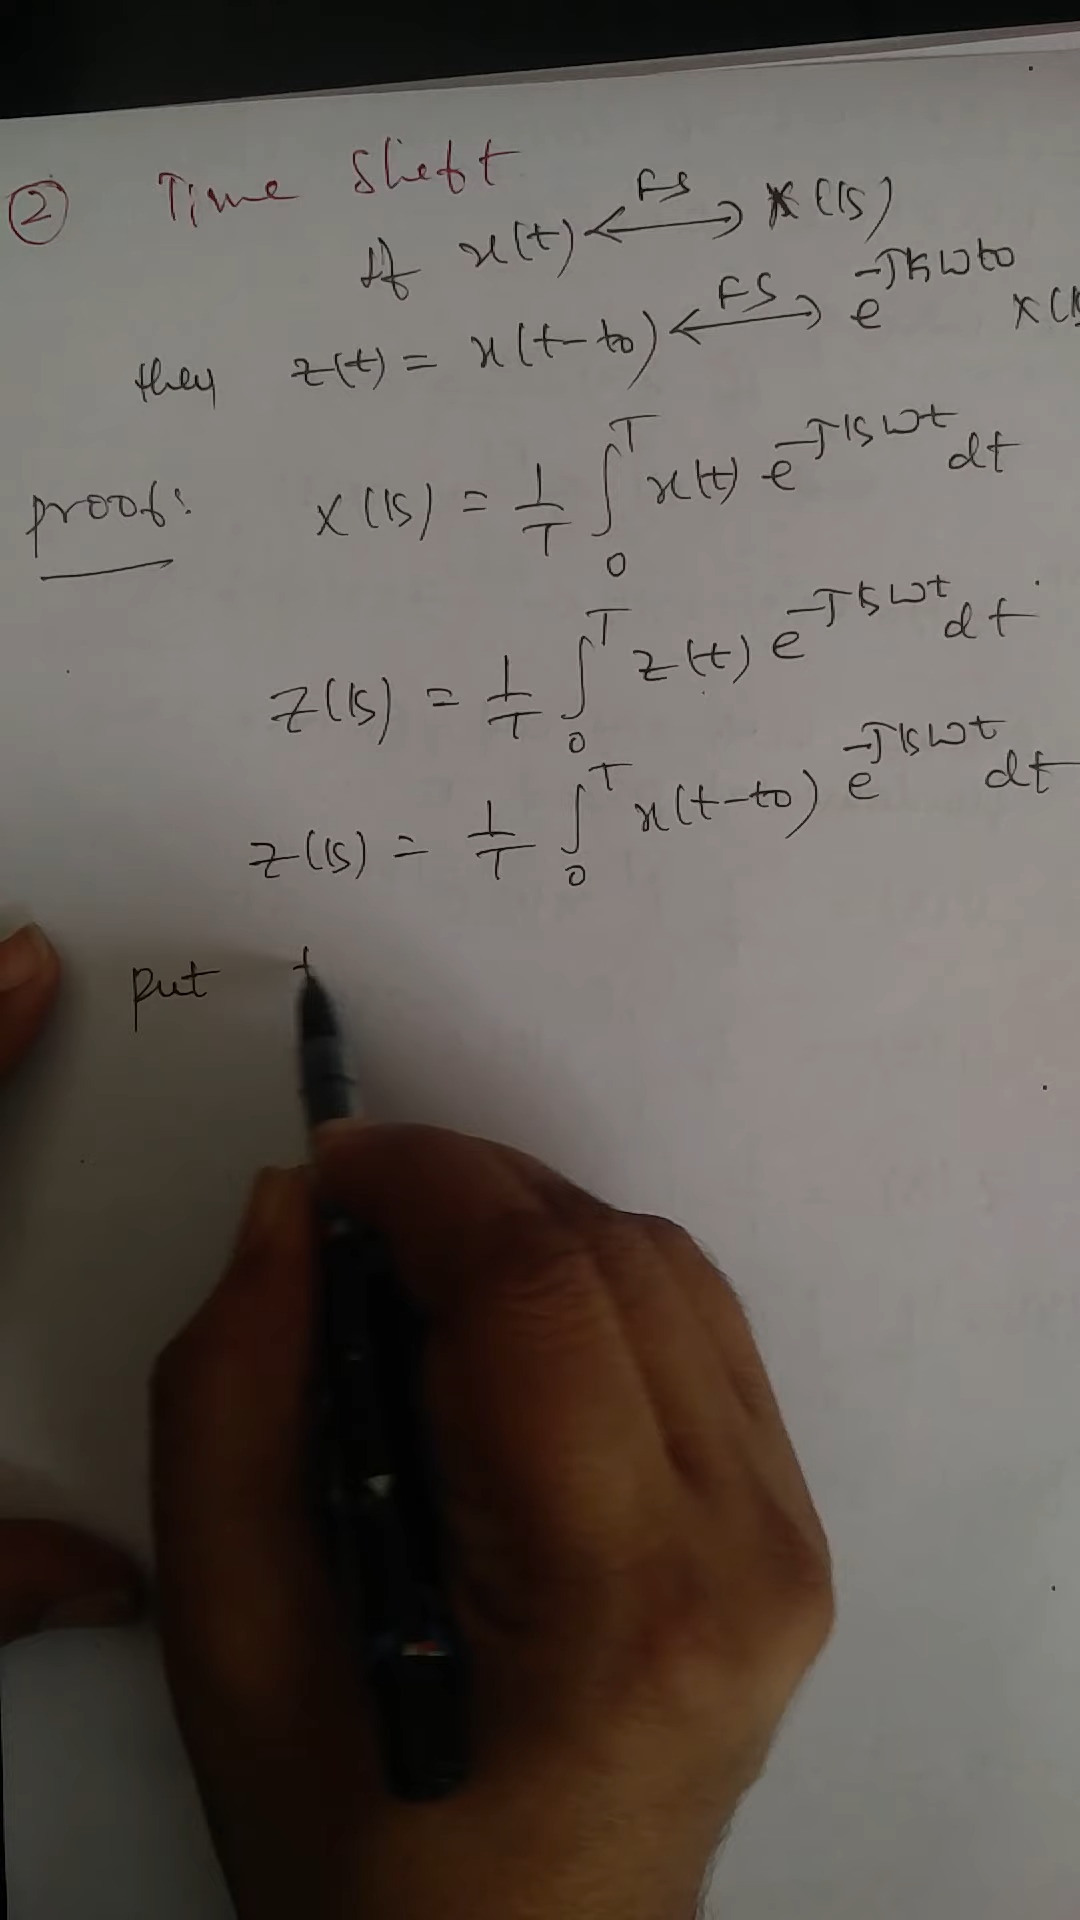 ② Time Shift
If x(t) ⟷FS X(k)
then z(t) = x(t-t0) ⟷FS e^-Jkωt0 X(k
Proof: X(k) = 1/T ∫0^T x(t) e^-Jkωt dt
Z(k) = 1/T ∫0^T z(t) e^-Jkωt dt
Z(k) = 1/T ∫0^T x(t-t0) e^-Jkωt dt
Put t